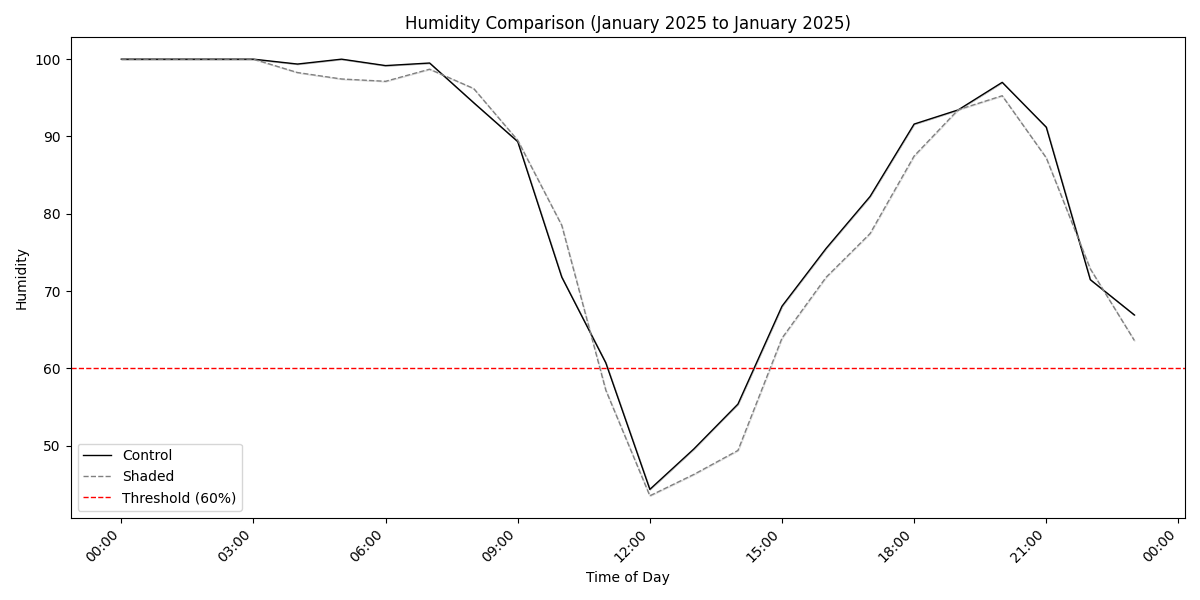 Humidity Comparison (January 2025 to January 2025)
Humidity
100
90
80
70
60
50
Control
Shaded
Threshold (60%)
00:00
03:00
06:00
09:00
12:00
15:00
18:00
21:00
00:00
Time of Day